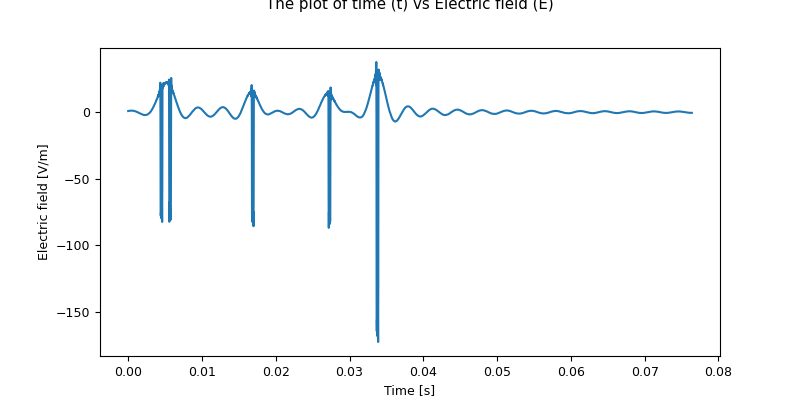 The plot of time (t) vs Electric field (E)
Electric field [V/m]
0
−50
−100
−150
0.00 0.01 0.02 0.03 0.04 0.05 0.06 0.07 0.08
Time [s]